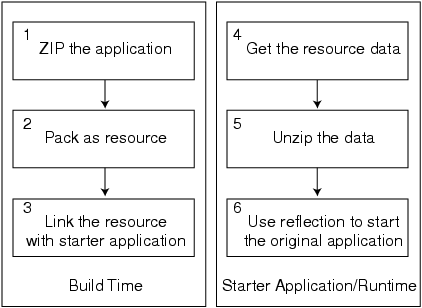 1
ZIP the application
2
Pack as resource
3
Link the resource
with starter application
Build Time
4
Get the resource data
5
Unzip the data
6
Use reflection to start
the original application
Starter Application/Runtime